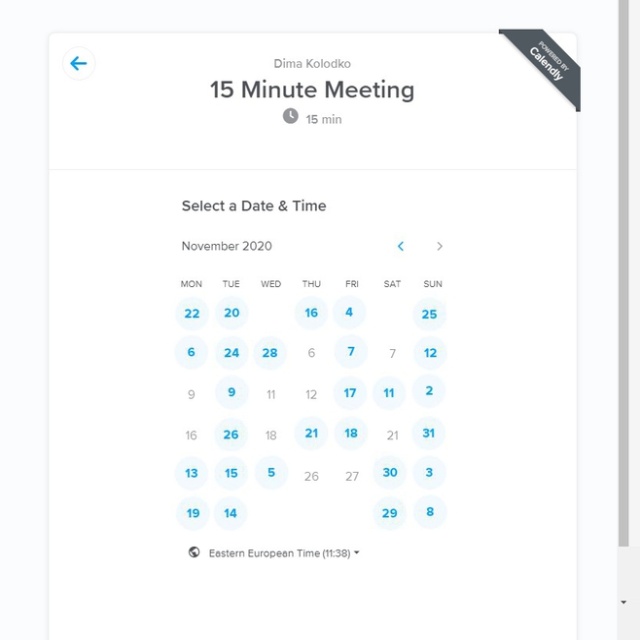 Dima Kolodko
15 Minute Meeting
15 min
POWERED BY
Calendly
Select a Date & Time
November 2020
MON TUE WED THU FRI SAT SUN
22 20 16 4 25
6 24 28 6 7 7 12
9 9 11 12 17 11 2
16 26 18 21 18 21 31
13 15 5 26 27 30 3
19 14 29 8
Eastern European Time (11:38)